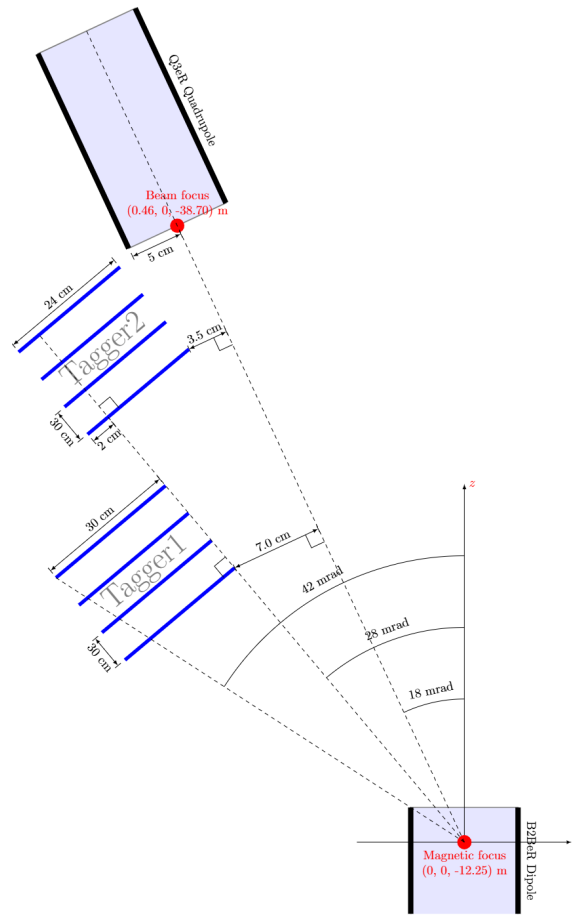 Q3eR Quadrupole
Beam focus
(0.46, 0, -38.70) m
5 cm
24 cm
Tagger2
3.5 cm
30 cm
2 cm
z
30 cm
Tagger1
7.0 cm
42 mrad
28 mrad
30 cm
18 mrad
B2BeR Dipole
Magnetic focus
(0, 0, -12.25) m